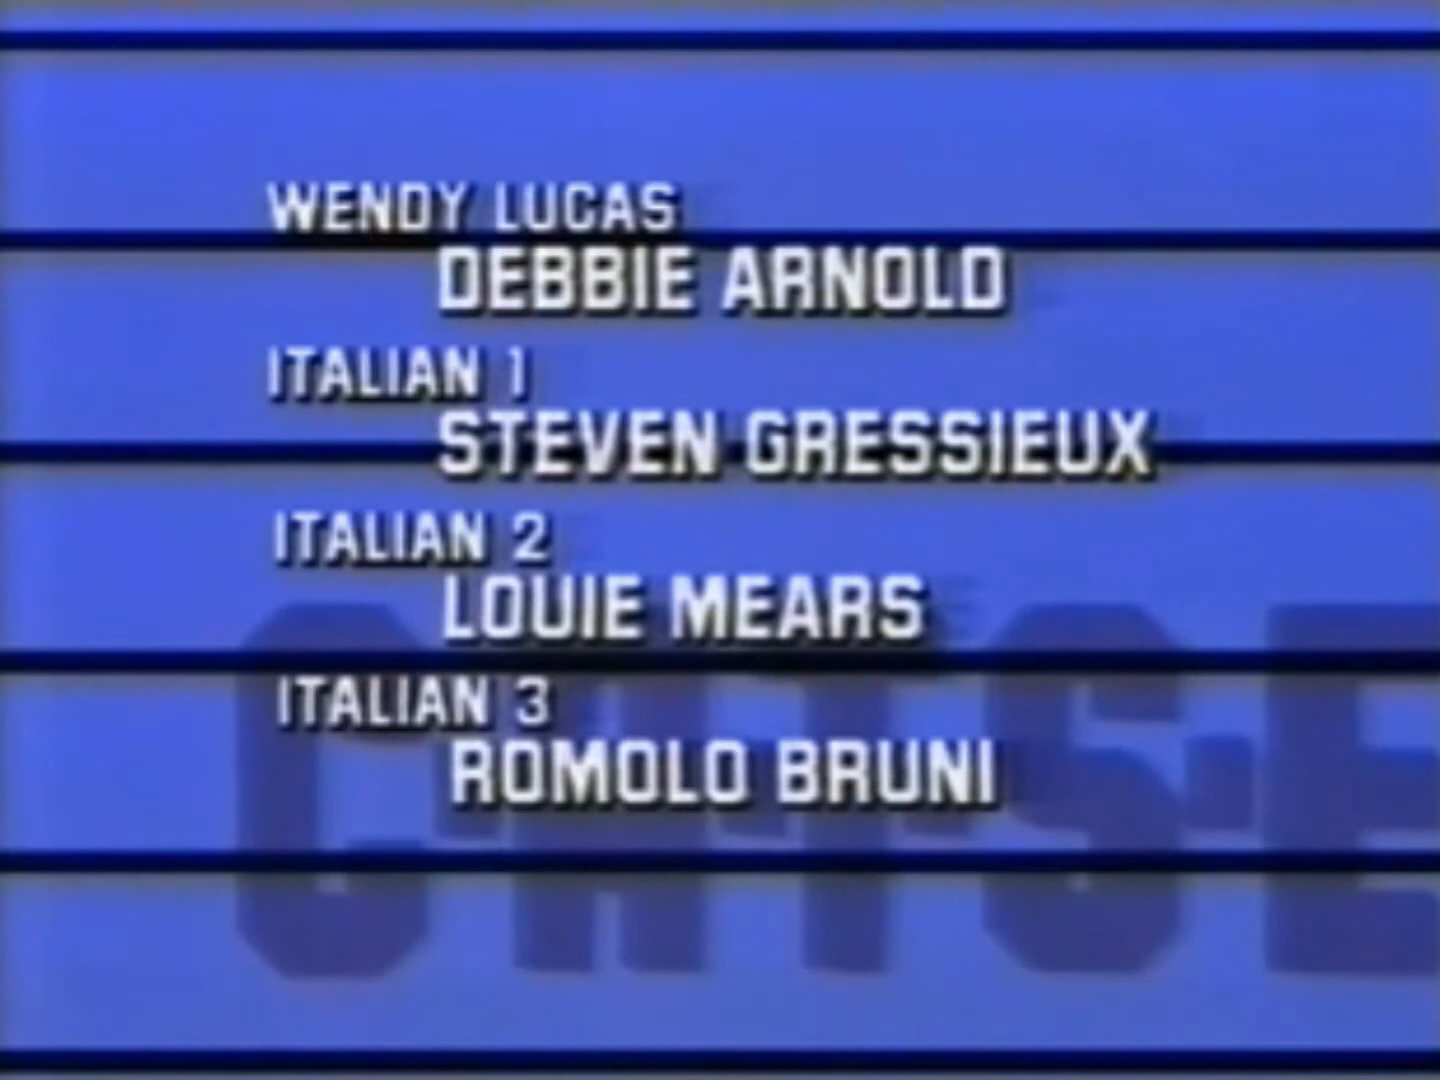 WENDY LUCAS
DEBBIE ARNOLD
ITALIAN 1
STEVEN GRESSIEUX
ITALIAN 2
LOUIE MEARS
ITALIAN 3
ROMOLO BRUNI